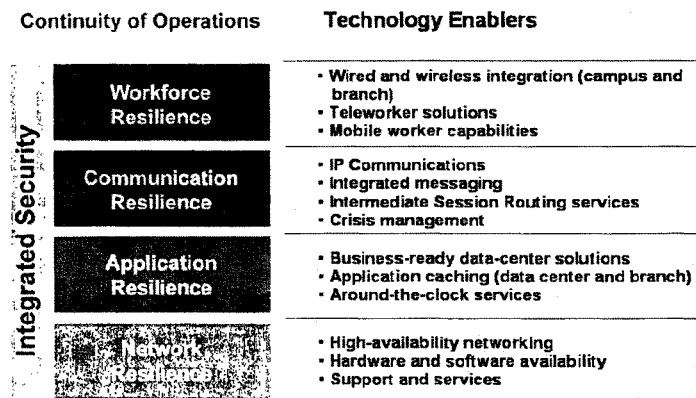 Continuity of Operations
Technology Enablers
Integrated Security
Workforce
Resilience
• Wired and wireless integration (campus and
branch)
• Teleworker solutions
• Mobile worker capabilities
Communication
Resilience
• IP Communications
• Integrated messaging
• Intermediate Session Routing services
• Crisis management
Application
Resilience
• Business-ready data-center solutions
• Application caching (data center and branch)
• Around-the-clock services
Network
Resilience
• High-availability networking
• Hardware and software availability
• Support and services